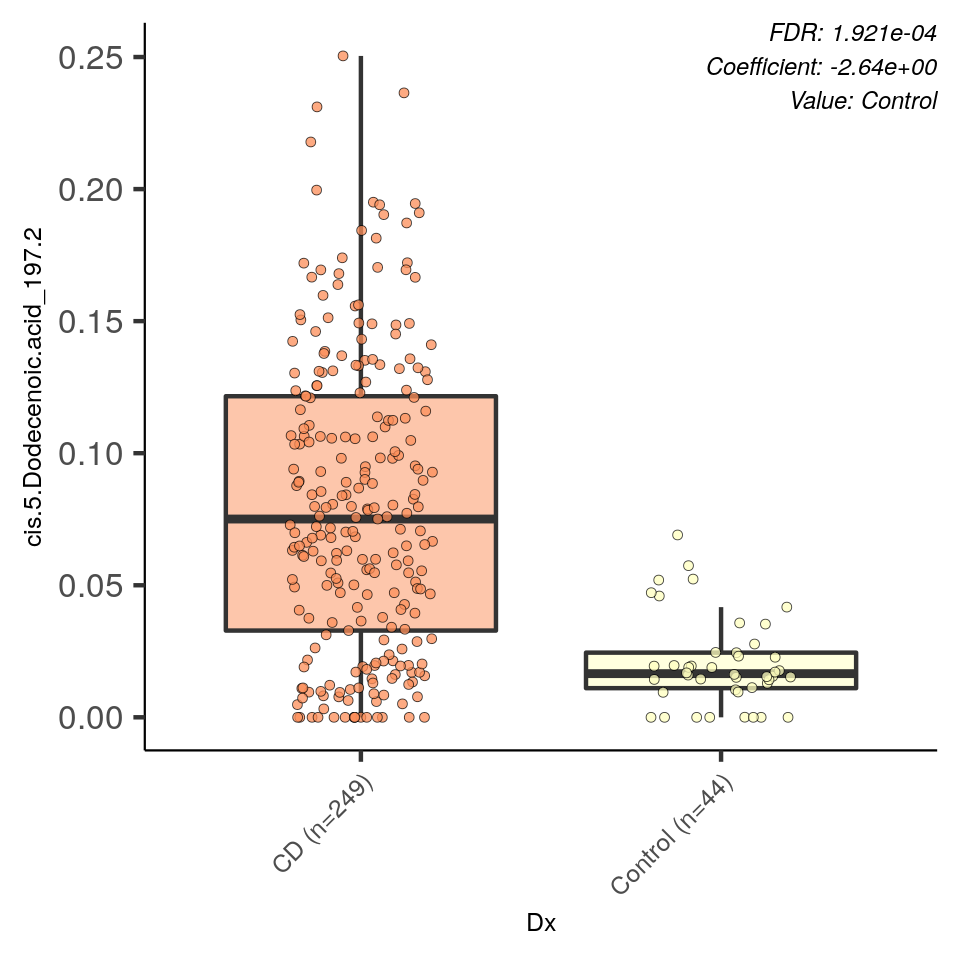 FDR: 1.921e-04
Coefficient: -2.64e+00
Value: Control
cis.5.Dodecenoic.acid_197.2
0.25
0.20
0.15
0.10
0.05
0.00
CD (n=249)
Control (n=44)
Dx